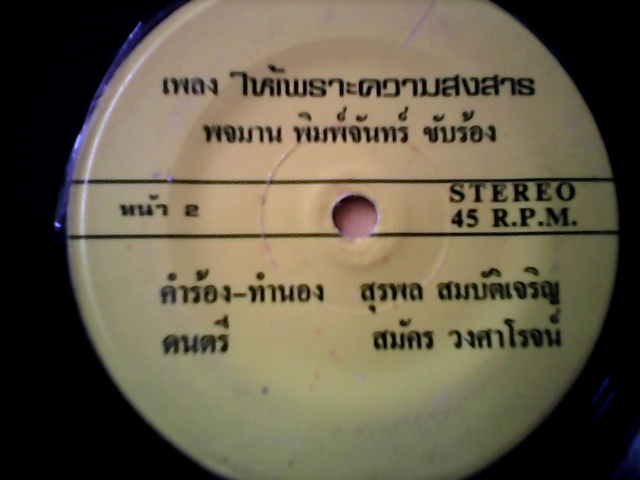 เพลง ให้เพราะความสงสาร
พจมาน พิมพ์จันทร์ ขับร้อง
หน้า 2
STEREO
45 R.P.M.
คำร้อง-ทำนอง สุรพล สมบัติเจริญ
ดนตรี สมัคร วงศาโรจน์